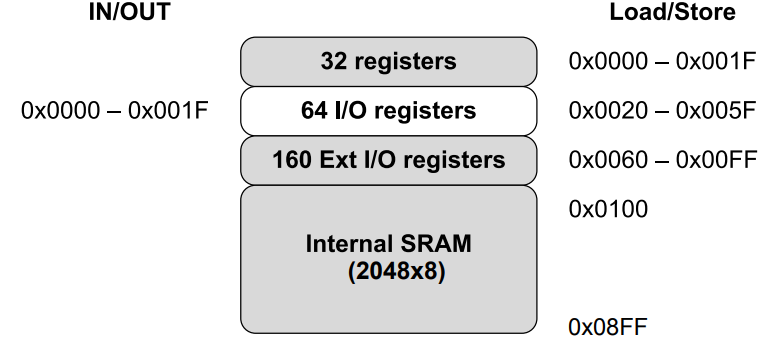 IN/OUT Load/Store
32 registers 0x0000 – 0x001F
0x0000 – 0x001F 64 I/O registers 0x0020 – 0x005F
160 Ext I/O registers 0x0060 – 0x00FF
0x0100
Internal SRAM
(2048x8)
0x08FF